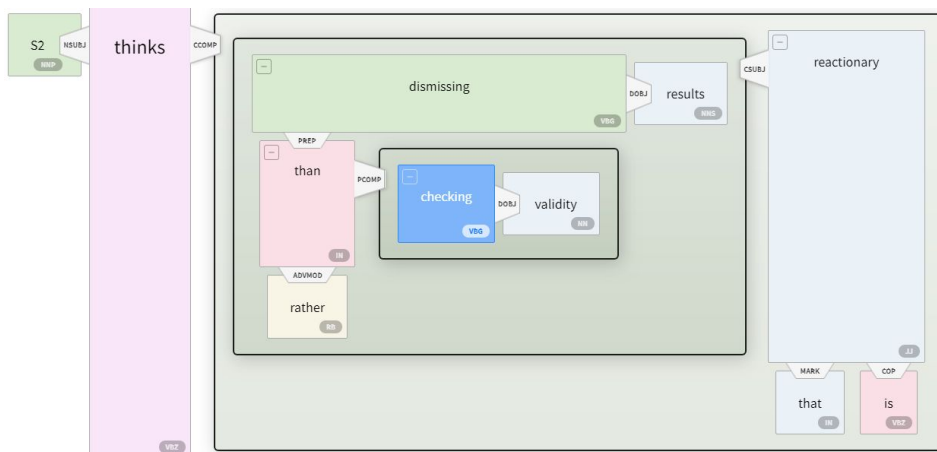 S2 NSUBJ thinks CCOMP
NNP
dismissing DOBJ results CSUBJ reactionary
VBG NNS
PREP
than PCOMP checking DOBJ validity
VBG NN
IN
ADVMOD
rather
RB
JJ
MARK COP
that is
IN VBZ
VBZ